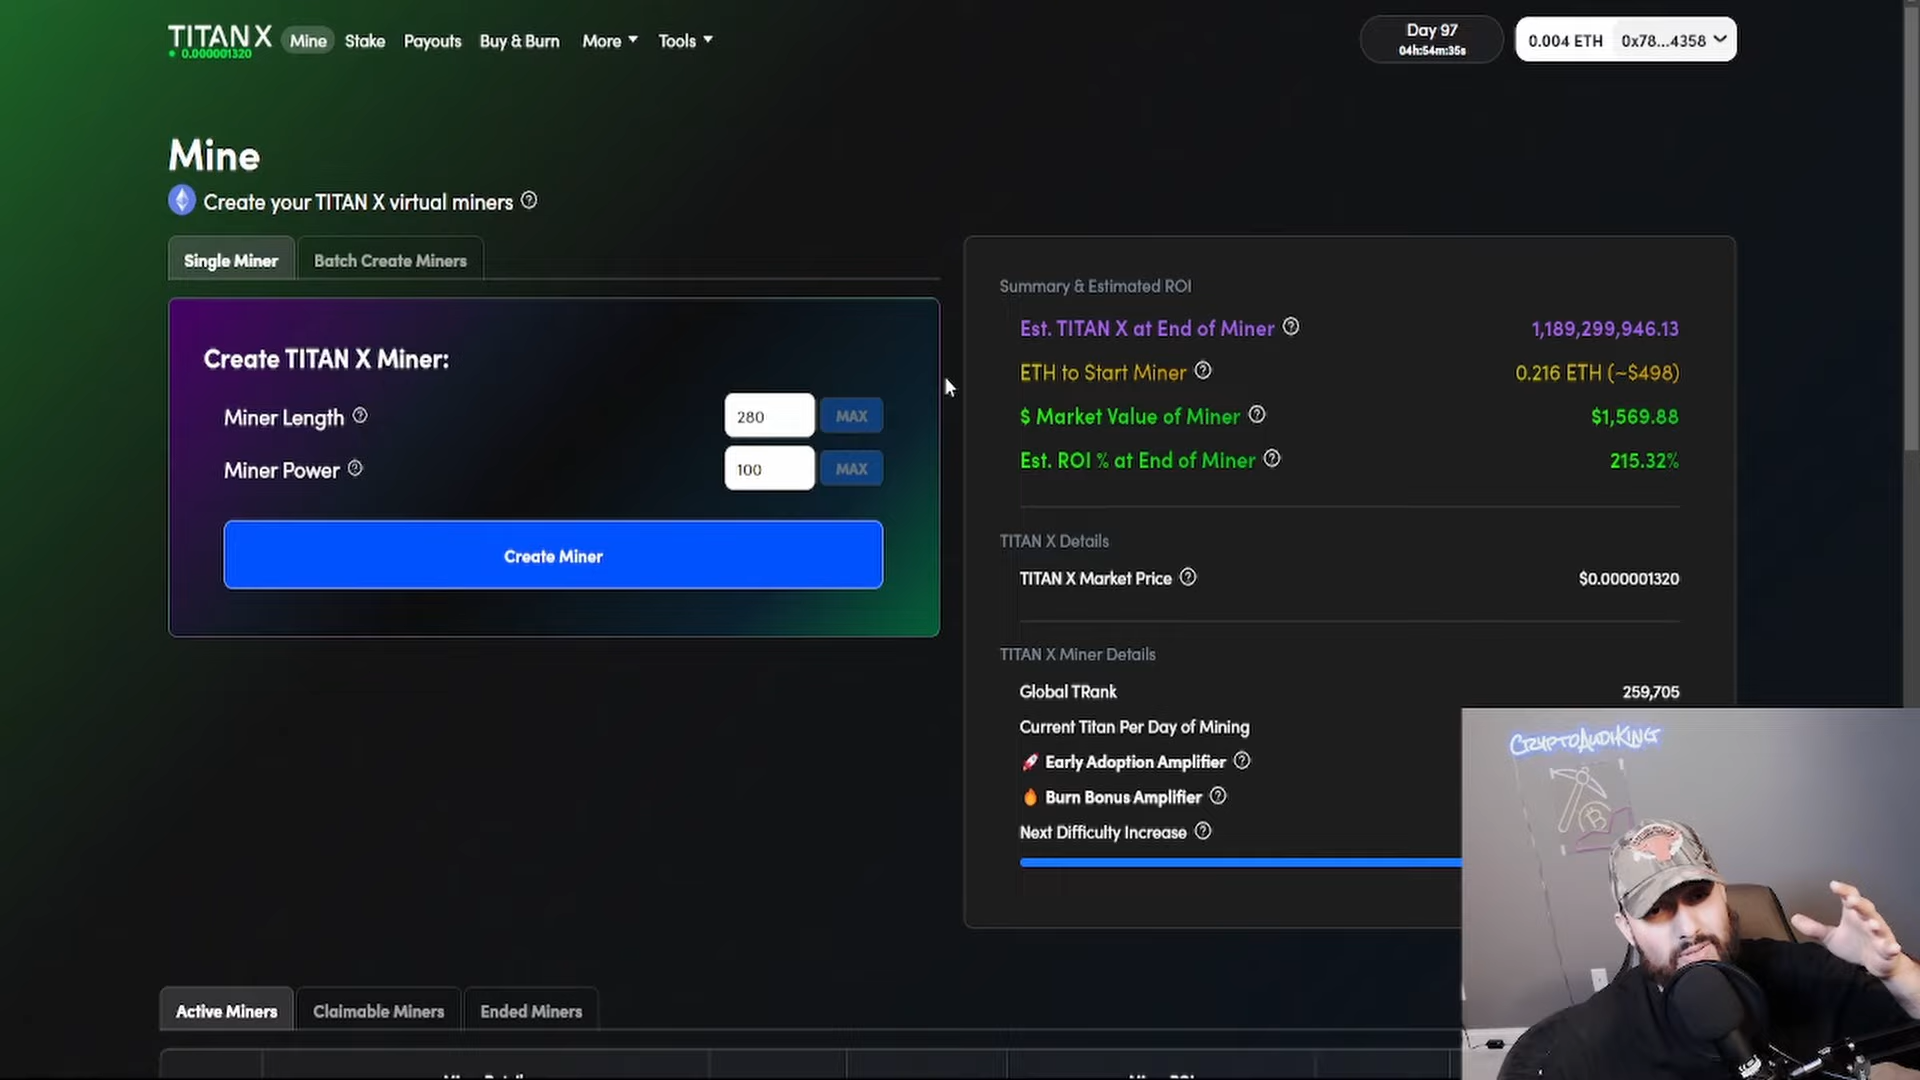 TITAN X
0.000001320
Mine
Stake
Payouts
Buy & Burn
More
Tools
Day 97
04h:54m:35s
0.004 ETH
0x78...4358
Mine
Create your TITAN X virtual miners
Single Miner
Batch Create Miners
Create TITAN X Miner:
Miner Length
280
MAX
Miner Power
100
MAX
Create Miner
Summary & Estimated ROI
Est. TITAN X at End of Miner
1,189,299,946.13
ETH to Start Miner
0.216 ETH (~$498)
$ Market Value of Miner
$1,569.88
Est. ROI % at End of Miner
215.32%
TITAN X Details
TITAN X Market Price
$0.000001320
TITAN X Miner Details
Global TRank
259,705
Current Titan Per Day of Mining
Early Adoption Amplifier
Burn Bonus Amplifier
Next Difficulty Increase
CryptoAudiKing
Active Miners
Claimable Miners
Ended Miners